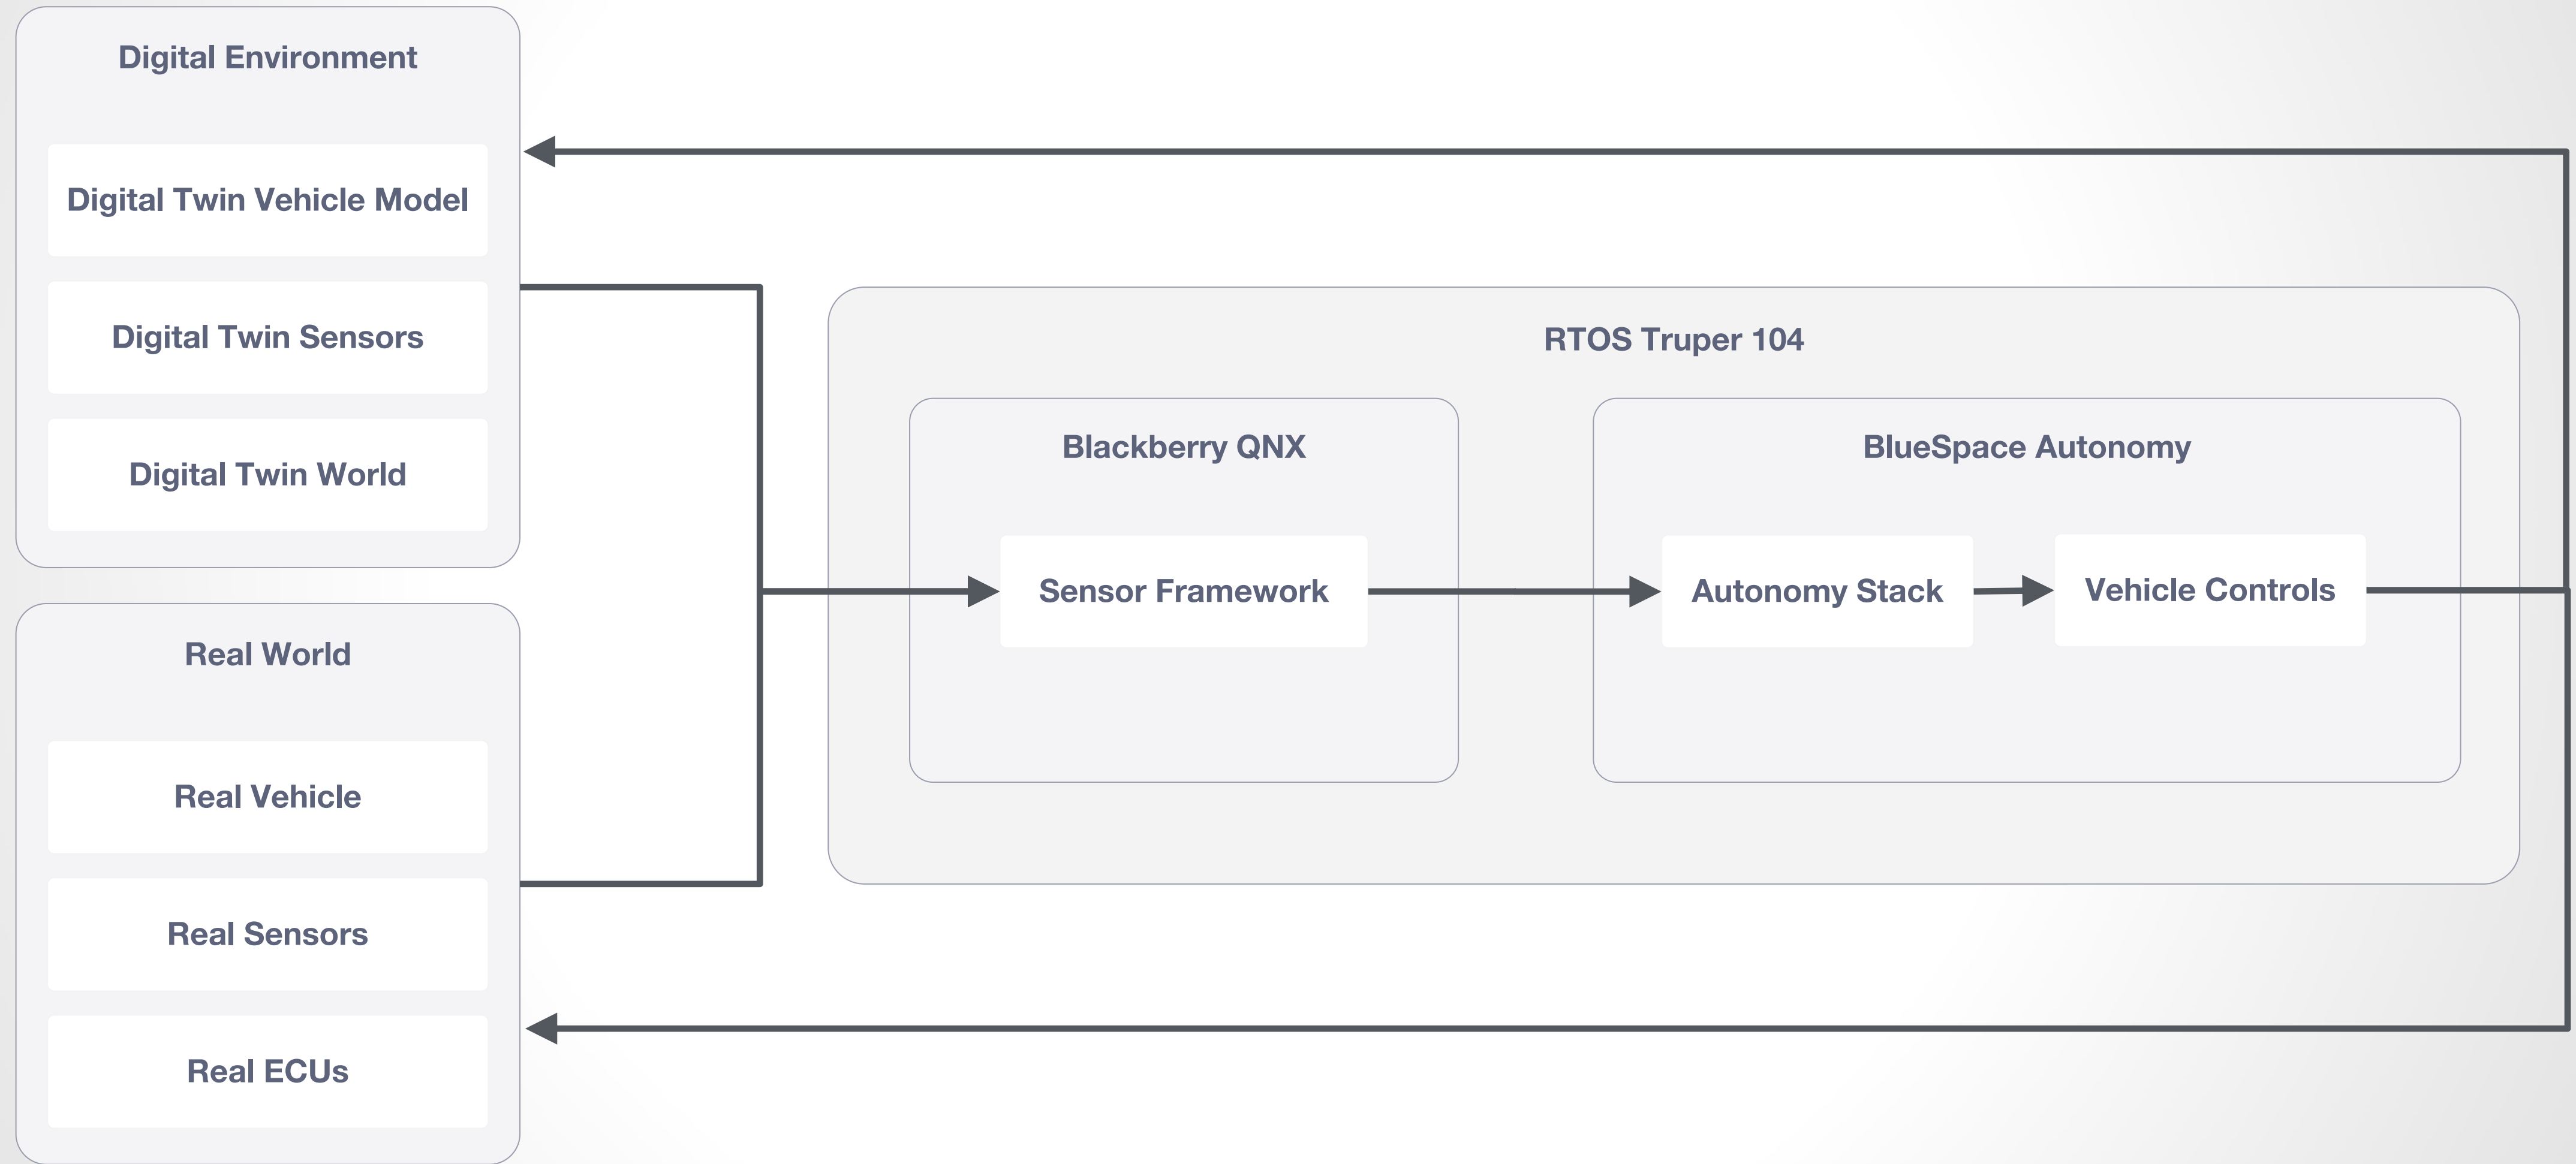 Digital Environment
Digital Twin Vehicle Model
Digital Twin Sensors
Digital Twin World
Real World
Real Vehicle
Real Sensors
Real ECUs
RTOS Truper 104
Blackberry QNX
Sensor Framework
BlueSpace Autonomy
Autonomy Stack
Vehicle Controls